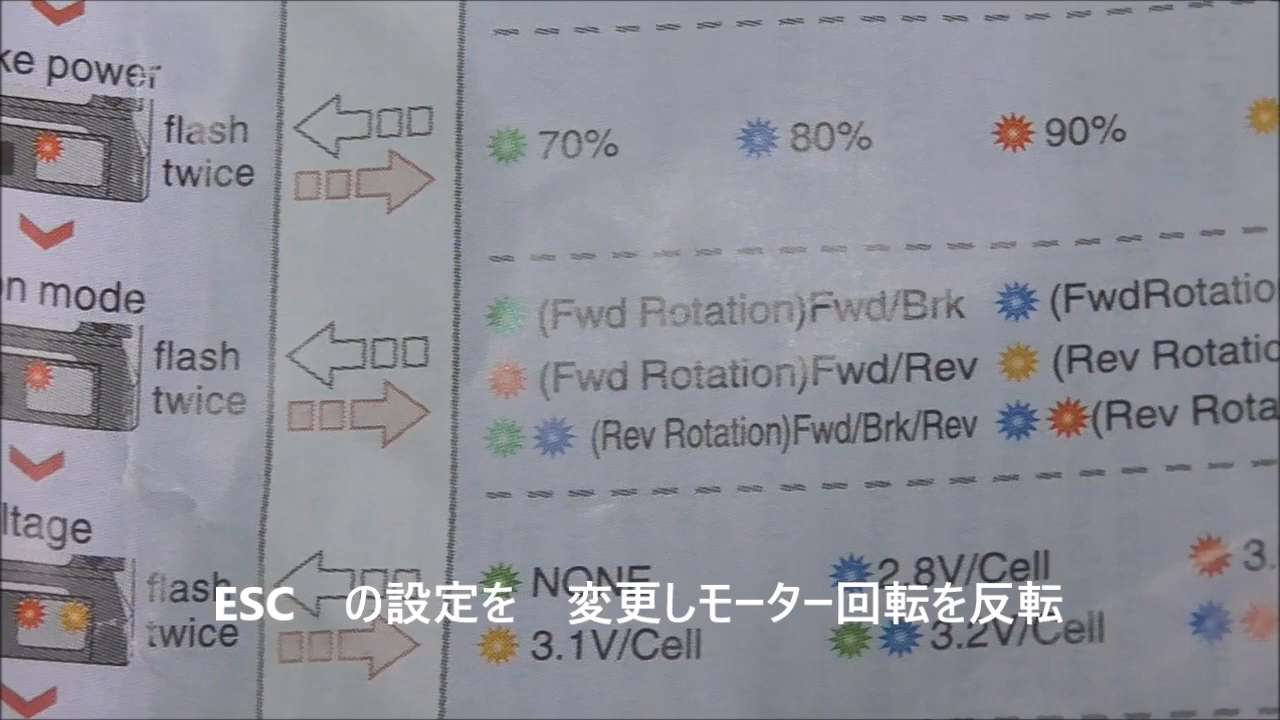 ke power
flash
twice
70% 80% 90%
n mode
flash
twice
(Fwd Rotation)Fwd/Brk (FwdRotatio
(Fwd Rotation)Fwd/Rev (Rev Rotatio
(Rev Rotation)Fwd/Brk/Rev (Rev Rota
ltage
flash
twice
NONE 2.8V/Cell 3.
3.1V/Cell 3.2V/Cell
ESC の設定を 変更しモーター回転を反転